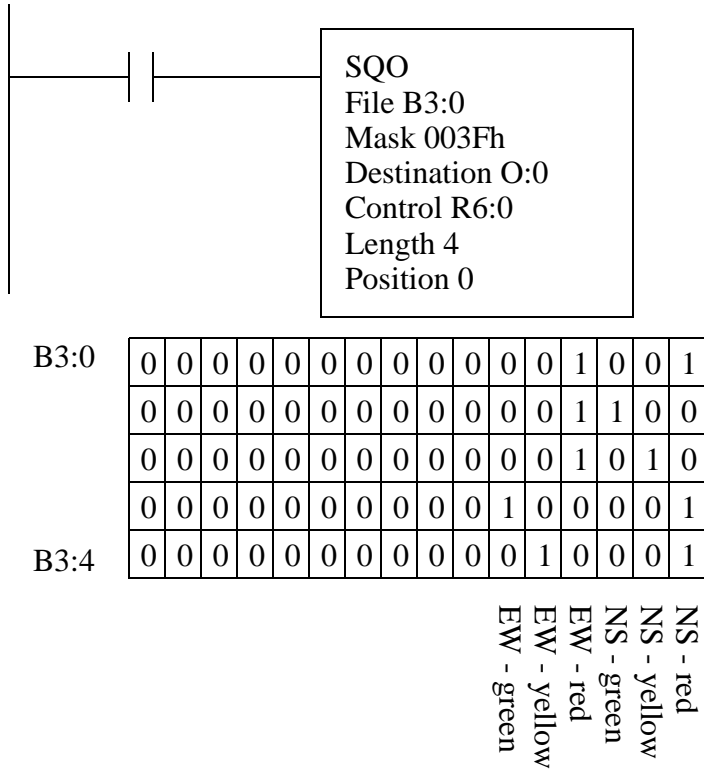 SQO
File B3:0
Mask 003Fh
Destination O:0
Control R6:0
Length 4
Position 0
B3:0 0 0 0 0 0 0 0 0 0 0 0 0 1 0 0 1
0 0 0 0 0 0 0 0 0 0 0 0 1 1 0 0
0 0 0 0 0 0 0 0 0 0 0 0 1 0 1 0
0 0 0 0 0 0 0 0 0 0 1 0 0 0 0 1
B3:4 0 0 0 0 0 0 0 0 0 0 0 1 0 0 0 1
EW - green
EW - yellow
EW - red
NS - green
NS - yellow
NS - red